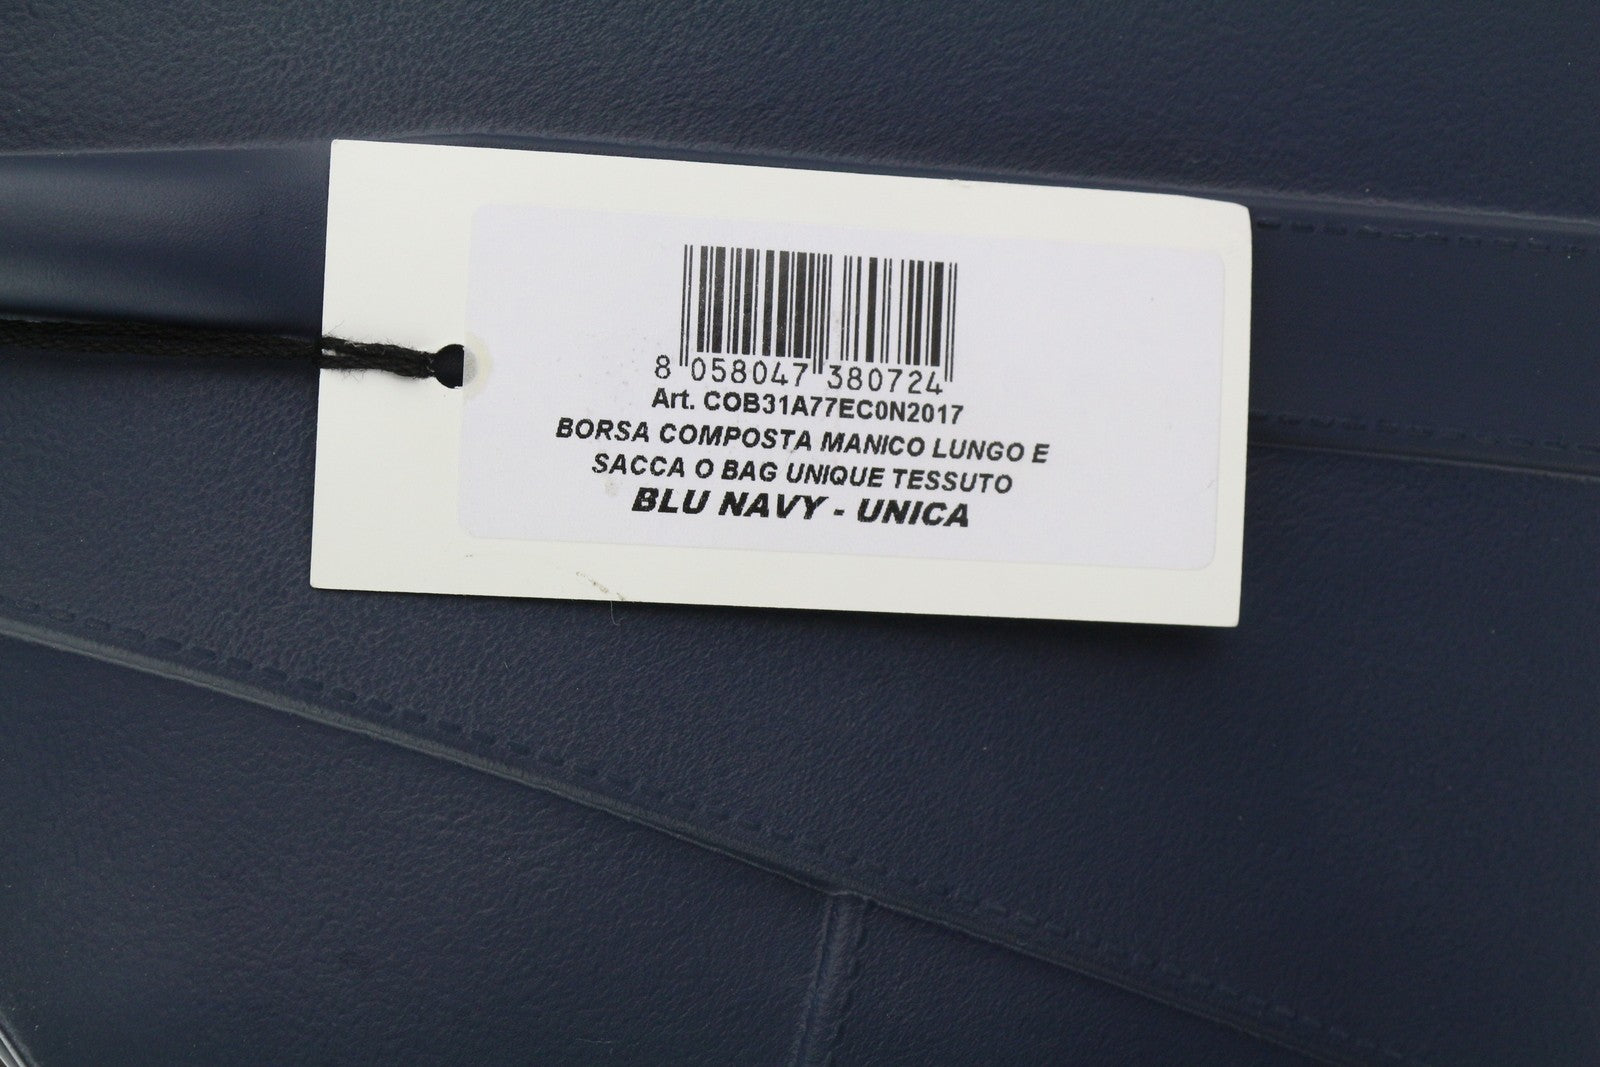 8 058047 380724
Art. COB31A77EC0N2017
BORSA COMPOSTA MANICO LUNGO E
SACCA O BAG UNIQUE TESSUTO
BLU NAVY - UNICA